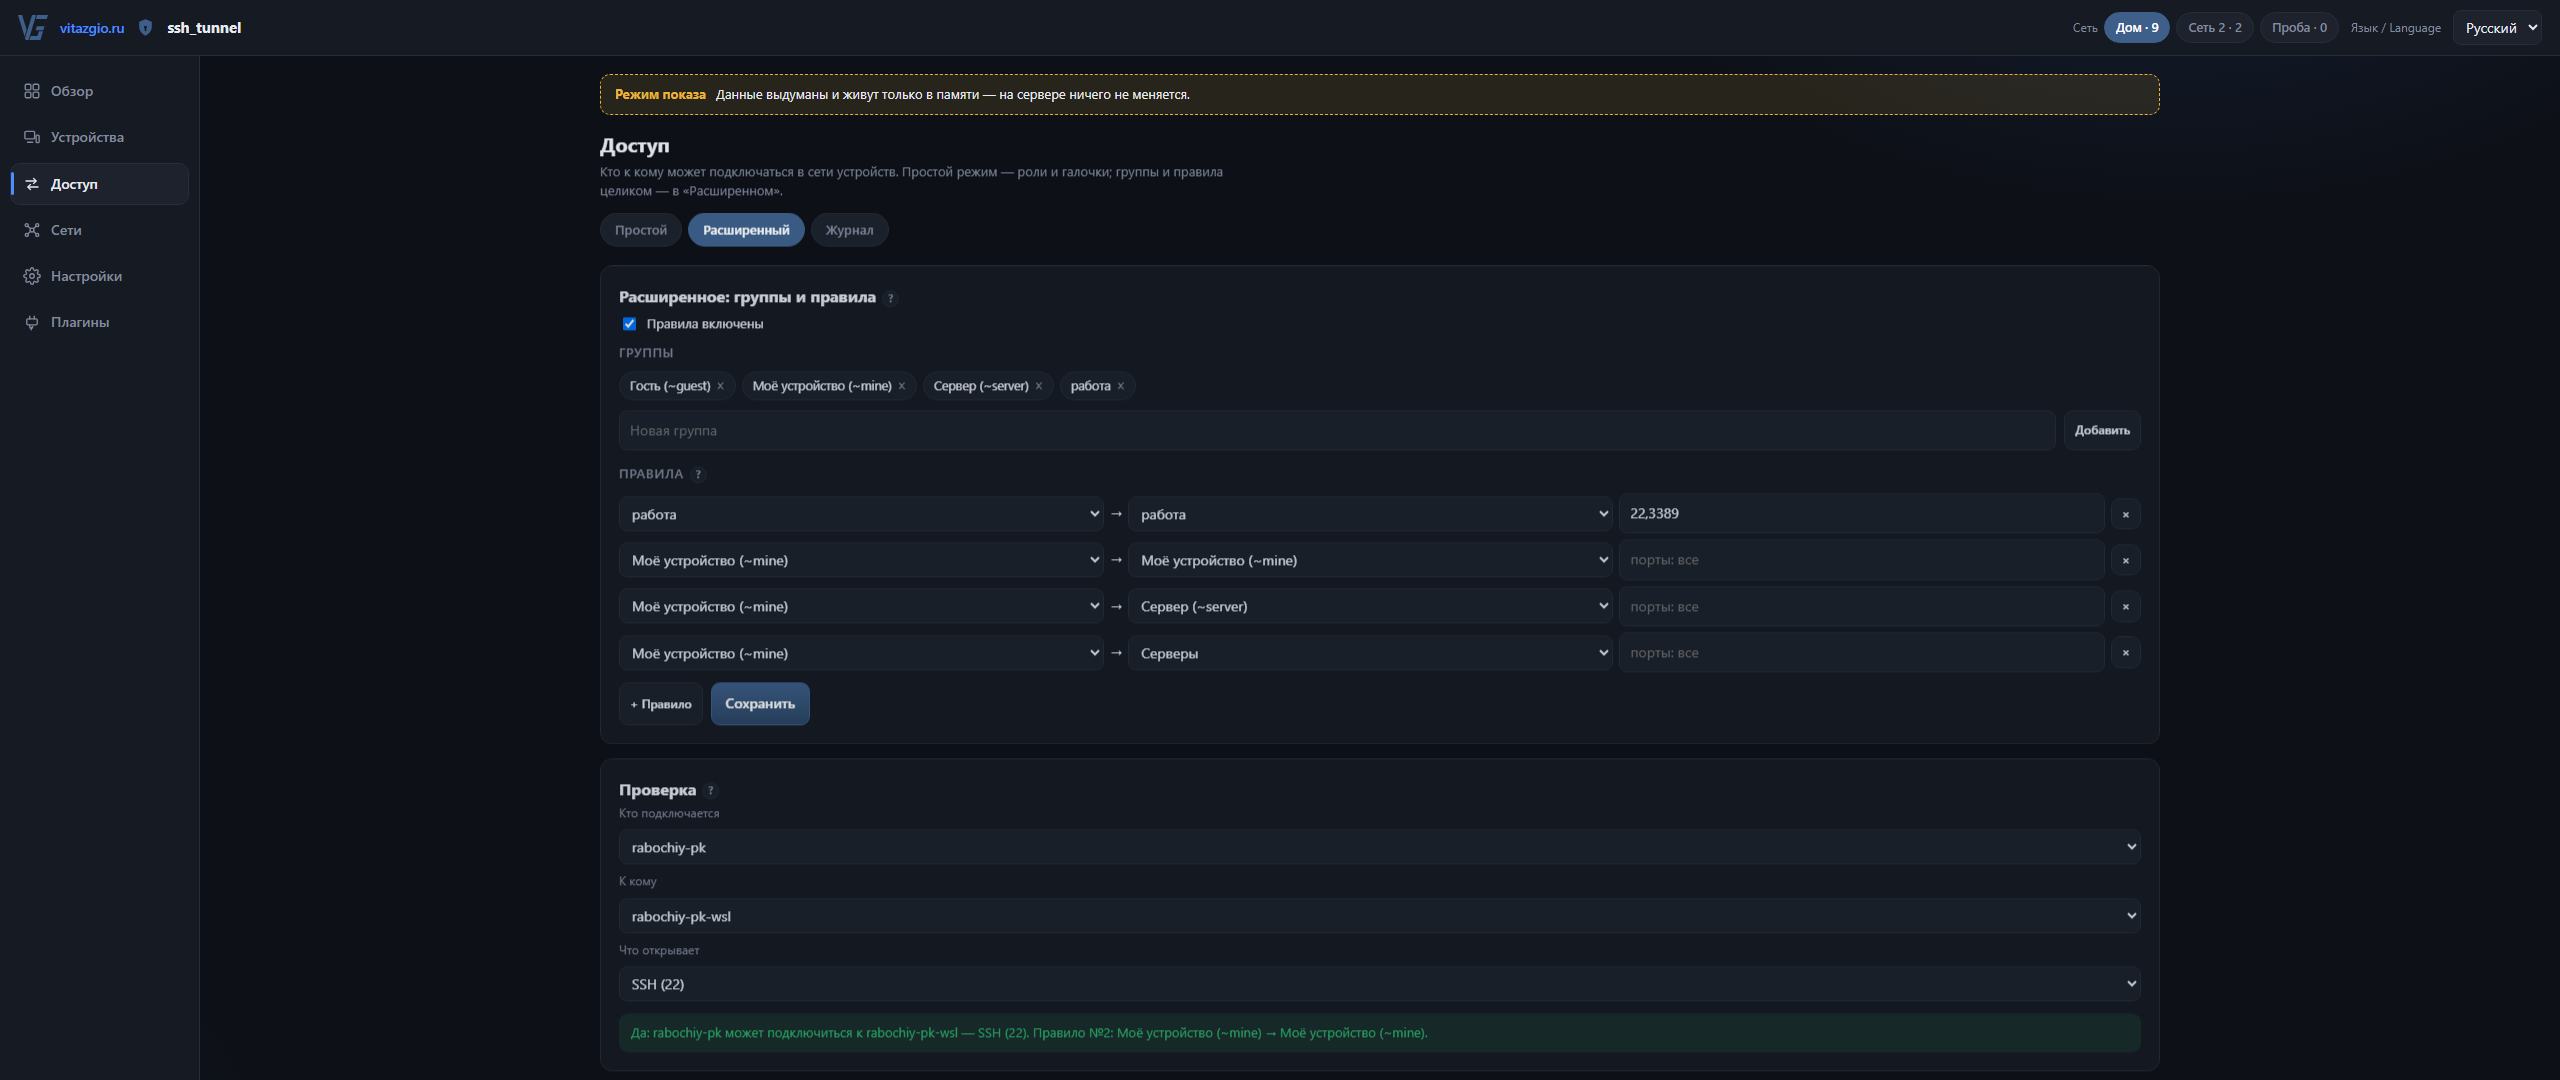 vitazgio.ru ssh_tunnel Сеть Дом · 9 Сеть 2 · 2 Проба · 0 Язык / Language Русский
Обзор
Устройства
Доступ
Сети
Настройки
Плагины
Режим показа Данные выдуманы и живут только в памяти — на сервере ничего не меняется.
Доступ
Кто к кому может подключаться в сети устройств. Простой режим — роли и галочки; группы и правила
целиком — в «Расширенном».
Простой Расширенный Журнал
Расширенное: группы и правила ?
Правила включены
ГРУППЫ
Гость (~guest) × Моё устройство (~mine) × Сервер (~server) × работа ×
Новая группа Добавить
ПРАВИЛА ?
работа → работа 22,3389 ×
Моё устройство (~mine) → Моё устройство (~mine) порты: все ×
Моё устройство (~mine) → Сервер (~server) порты: все ×
Моё устройство (~mine) → Серверы порты: все ×
+ Правило Сохранить
Проверка ?
Кто подключается
rabochiy-pk
К кому
rabochiy-pk-wsl
Что открывает
SSH (22)
Да: rabochiy-pk может подключиться к rabochiy-pk-wsl — SSH (22). Правило №2: Моё устройство (~mine) → Моё устройство (~mine).